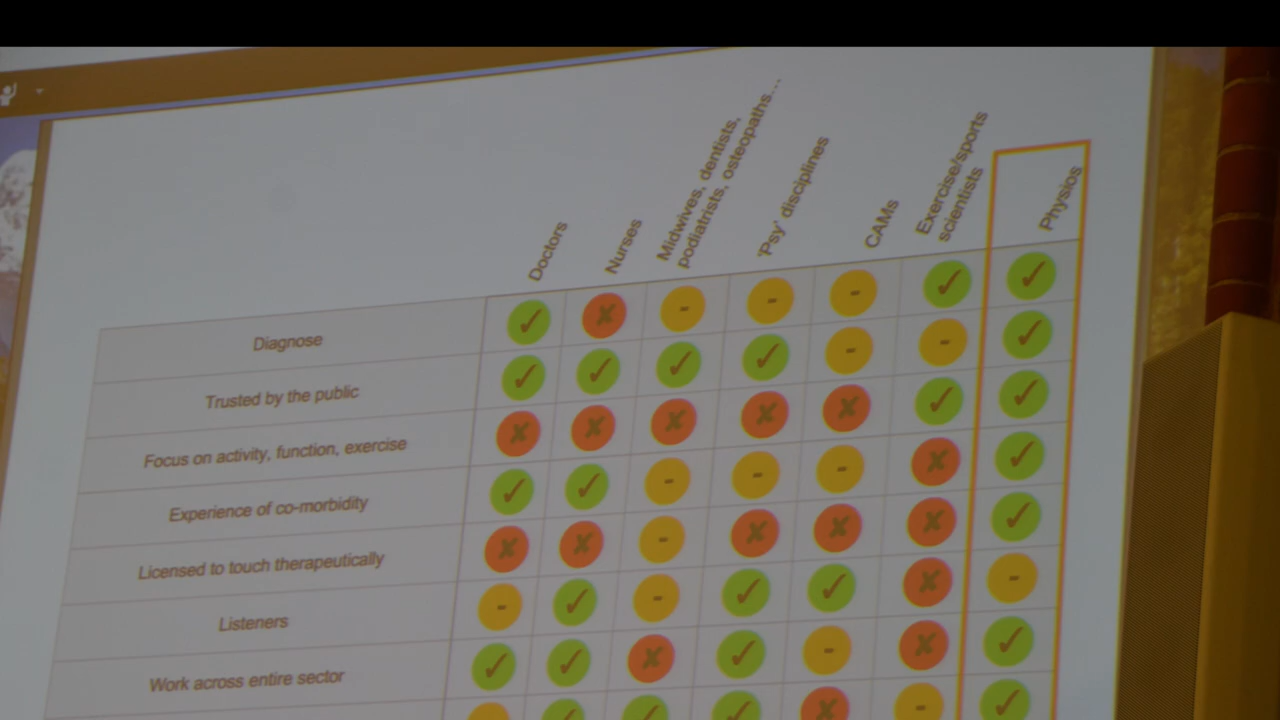 Doctors
Nurses
Midwives, dentists,
podiatrists, osteopaths...
'Psy' disciplines
CAMs
Exercise/sports
scientists
Physios
Diagnose
✓ ✗ - - - ✓ ✓
Trusted by the public
✓ ✓ ✓ ✓ - - ✓
Focus on activity, function, exercise
✗ ✗ ✗ ✗ ✗ ✓ ✓
Experience of co-morbidity
✓ ✓ - - - ✗ ✓
Licensed to touch therapeutically
✗ ✗ - ✗ ✗ ✗ ✓
Listeners
- ✓ - ✓ ✓ ✗ -
Work across entire sector
✓ ✓ ✗ ✓ - ✗ ✓